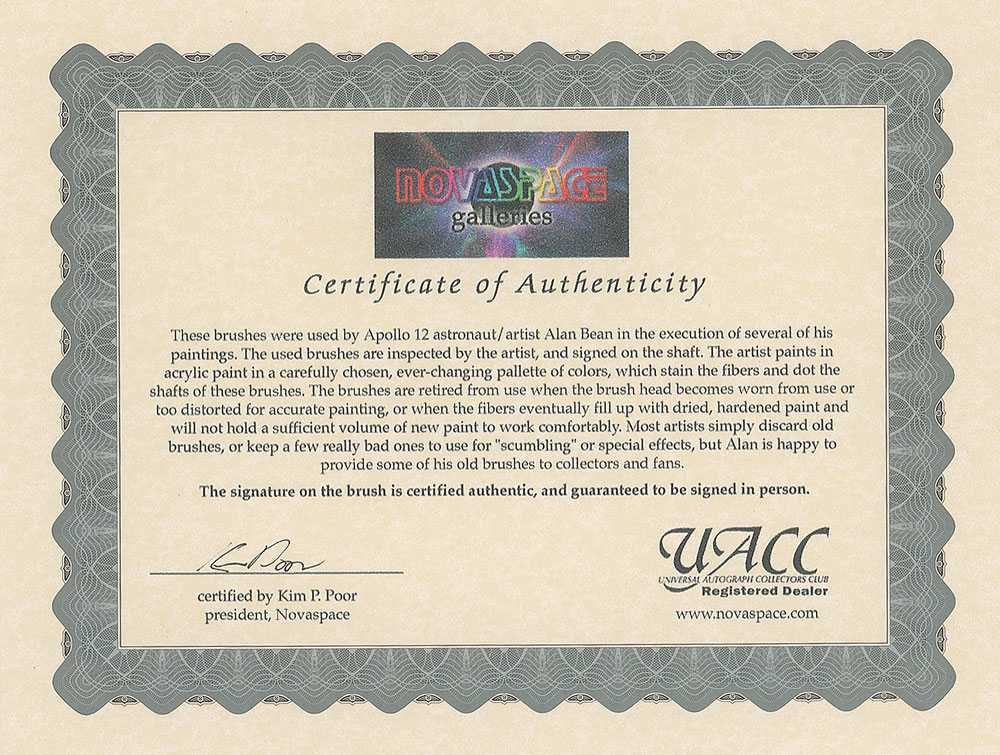 NOVASPACE
galleries
Certificate of Authenticity
These brushes were used by Apollo 12 astronaut/artist Alan Bean in the execution of several of his
paintings. The used brushes are inspected by the artist, and signed on the shaft. The artist paints in
acrylic paint in a carefully chosen, ever-changing pallette of colors, which stain the fibers and dot the
shafts of these brushes. The brushes are retired from use when the brush head becomes worn from use or
too distorted for accurate painting, or when the fibers eventually fill up with dried, hardened paint and
will not hold a sufficient volume of new paint to work comfortably. Most artists simply discard old
brushes, or keep a few really bad ones to use for "scumbling" or special effects, but Alan is happy to
provide some of his old brushes to collectors and fans.
The signature on the brush is certified authentic, and guaranteed to be signed in person.
K Poor
certified by Kim P. Poor
president, Novaspace
UACC
UNIVERSAL AUTOGRAPH COLLECTORS CLUB
Registered Dealer
www.novaspace.com